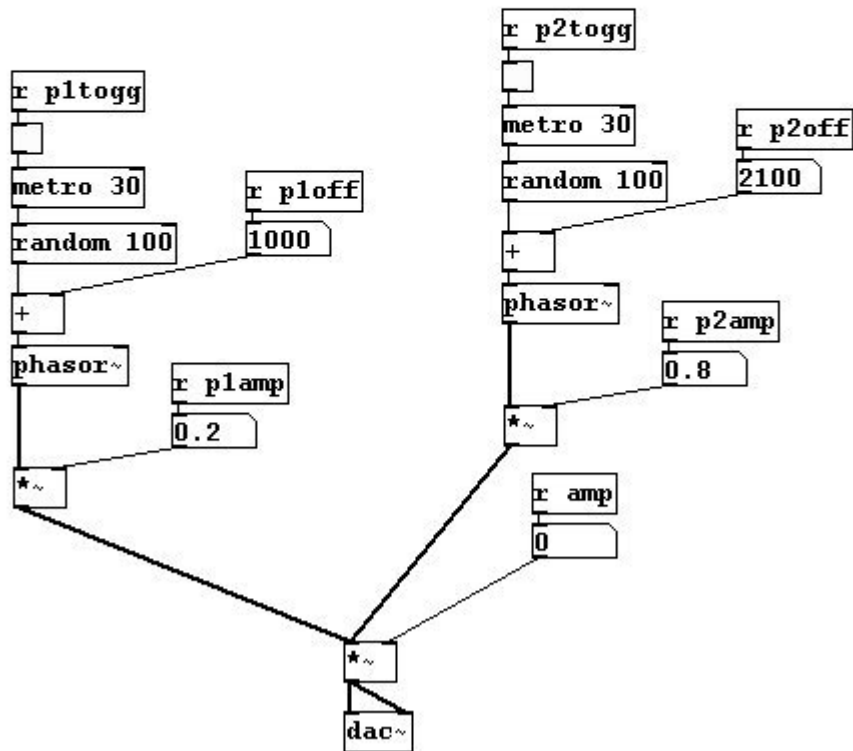 r p1togg
metro 30
random 100
r p1off
1000
+
phasor~
r p1amp
0.2
*~
r p2togg
metro 30
random 100
r p2off
2100
+
phasor~
r p2amp
0.8
*~
r amp
0
*~
dac~